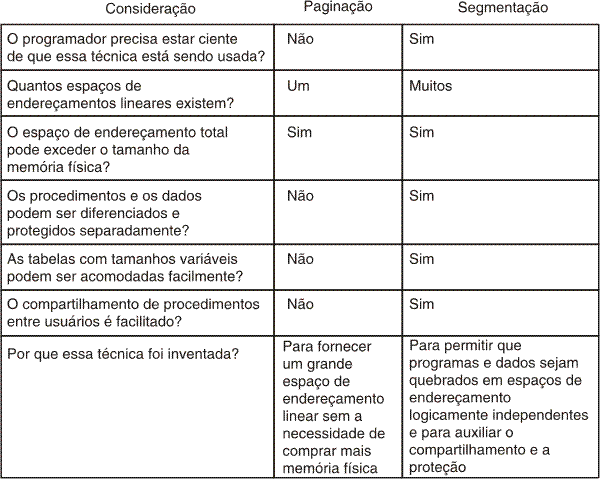 Consideração Paginação Segmentação
O programador precisa estar ciente
de que essa técnica está sendo usada?
Não
Sim
Quantos espaços de
endereçamentos lineares existem?
Um
Muitos
O espaço de endereçamento total
pode exceder o tamanho da
memória física?
Sim
Sim
Os procedimentos e os dados
podem ser diferenciados e
protegidos separadamente?
Não
Sim
As tabelas com tamanhos variáveis
podem ser acomodadas facilmente?
Não
Sim
O compartilhamento de procedimentos
entre usuários é facilitado?
Não
Sim
Por que essa técnica foi inventada?
Para fornecer
um grande
espaço de
endereçamento
linear sem a
necessidade de
comprar mais
memória física
Para permitir que
programas e dados sejam
quebrados em espaços de
endereçamento
logicamente independentes
e para auxiliar o
compartilhamento e a
proteção